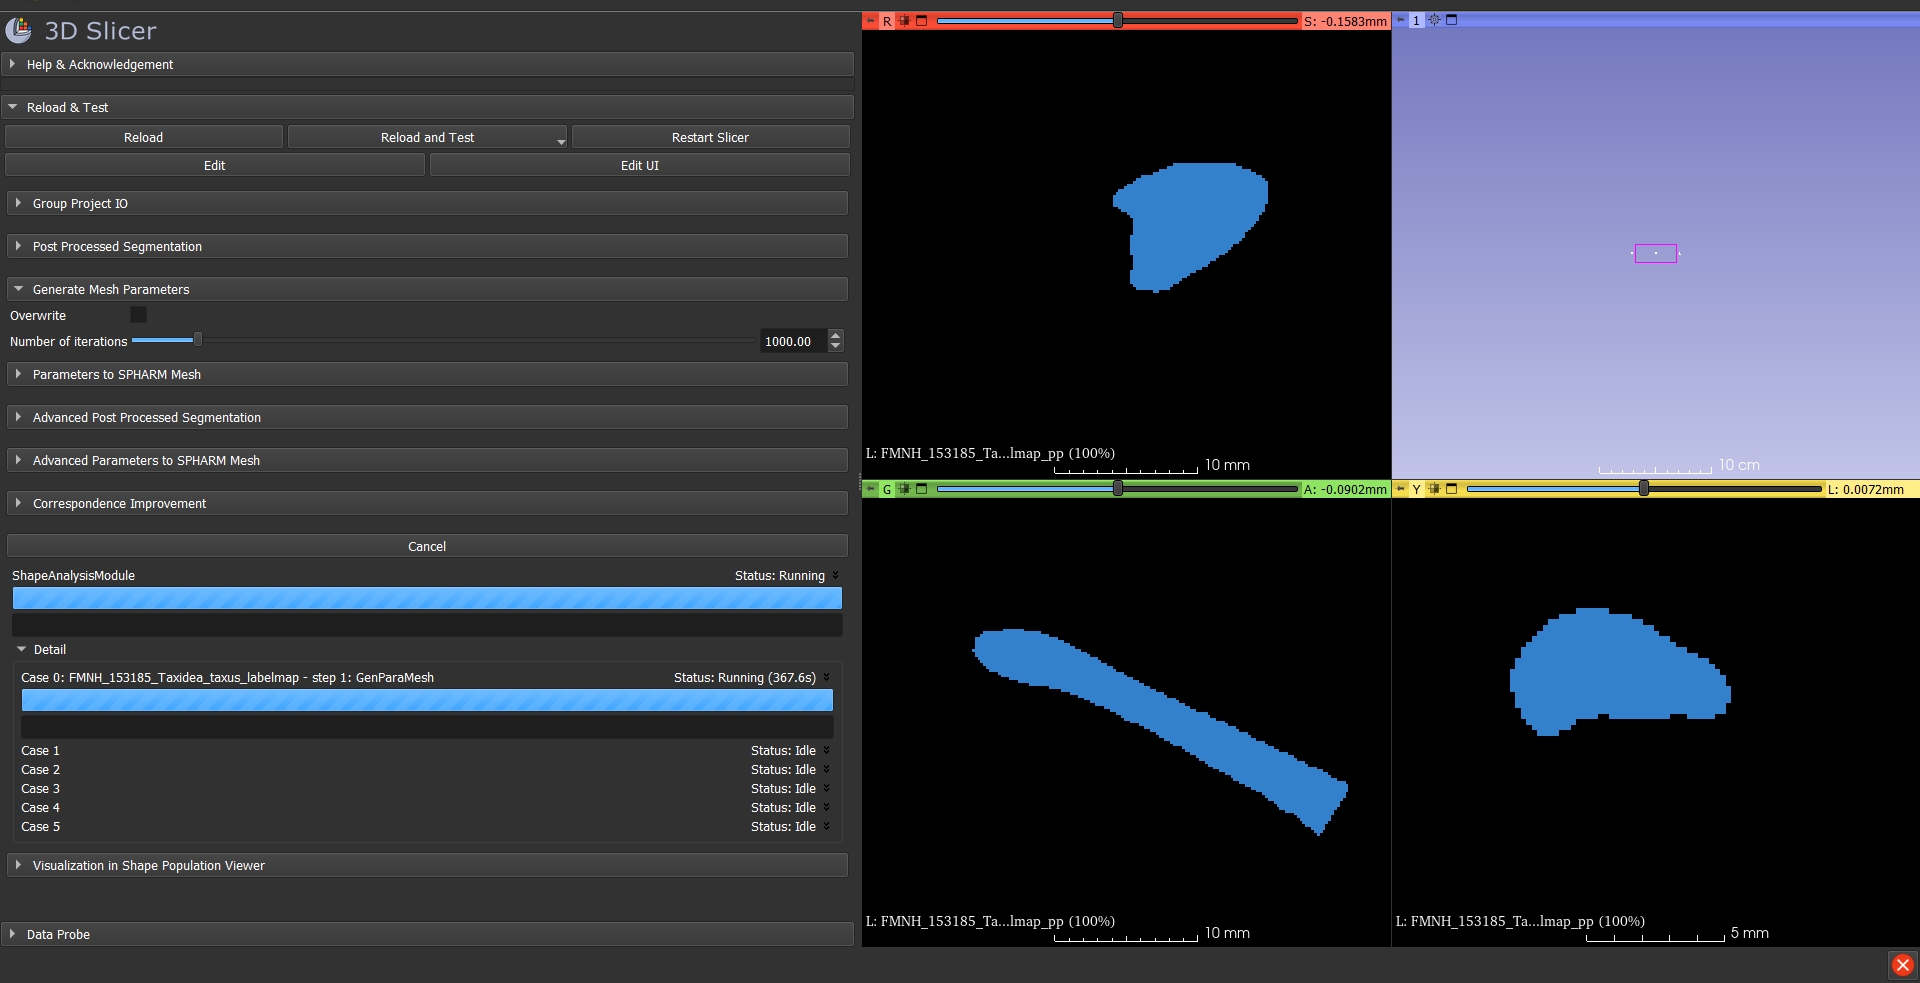 3D Slicer
Help & Acknowledgement
Reload & Test
Reload
Reload and Test
Restart Slicer
Edit
Edit UI
Group Project IO
Post Processed Segmentation
Generate Mesh Parameters
Overwrite
Number of iterations
1000.00
Parameters to SPHARM Mesh
Advanced Post Processed Segmentation
Advanced Parameters to SPHARM Mesh
Correspondence Improvement
Cancel
ShapeAnalysisModule
Status: Running
Detail
Case 0: FMNH_153185_Taxidea_taxus_labelmap - step 1: GenParaMesh
Status: Running (367.6s)
Case 1
Status: Idle
Case 2
Status: Idle
Case 3
Status: Idle
Case 4
Status: Idle
Case 5
Status: Idle
Visualization in Shape Population Viewer
Data Probe
R
S: -0.1583mm
L: FMNH_153185_Ta...lmap_pp (100%)
10 mm
1
10 cm
G
A: -0.0902mm
L: FMNH_153185_Ta...lmap_pp (100%)
10 mm
Y
L: 0.0072mm
L: FMNH_153185_Ta...lmap_pp (100%)
5 mm